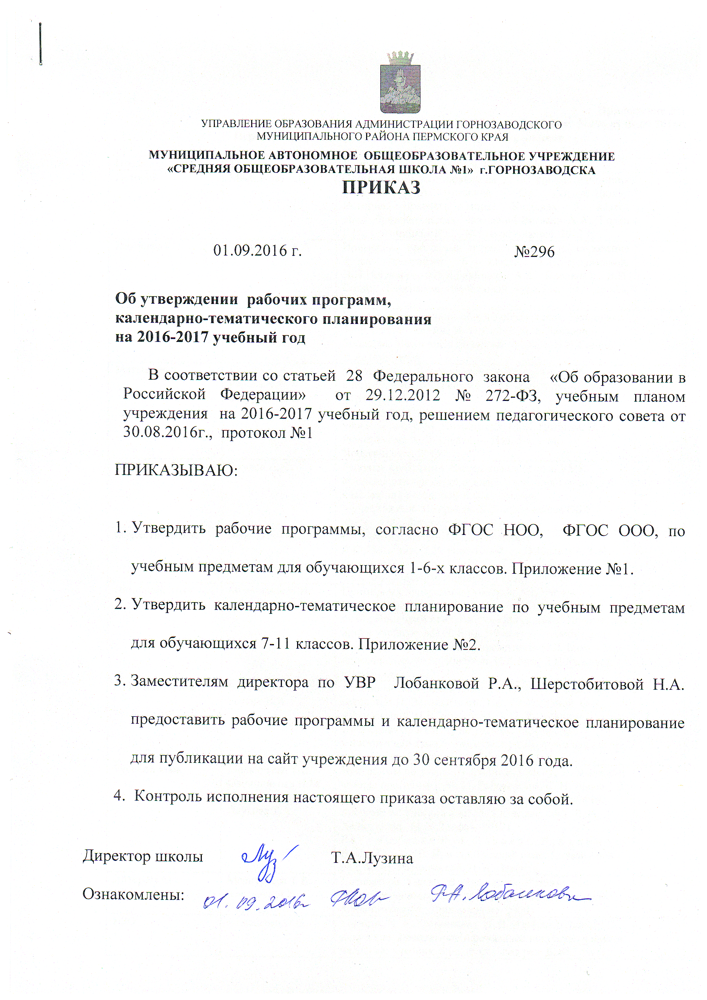 УПРАВЛЕНИЕ ОБРАЗОВАНИЯ АДМИНИСТРАЦИИ ГОРНОЗАВОДСКОГО
МУНИЦИПАЛЬНОГО РАЙОНА ПЕРМСКОГО КРАЯ
МУНИЦИПАЛЬНОЕ АВТОНОМНОЕ ОБЩЕОБРАЗОВАТЕЛЬНОЕ УЧРЕЖДЕНИЕ
«СРЕДНЯЯ ОБЩЕОБРАЗОВАТЕЛЬНАЯ ШКОЛА №1» г.ГОРНОЗАВОДСКА
ПРИКАЗ
01.09.2016 г. №296
Об утверждении рабочих программ,
календарно-тематического планирования
на 2016-2017 учебный год
В соответствии со статьей 28 Федерального закона «Об образовании в
Российской Федерации» от 29.12.2012 № 272-ФЗ, учебным планом
учреждения на 2016-2017 учебный год, решением педагогического совета от
30.08.2016г., протокол №1
ПРИКАЗЫВАЮ:
1. Утвердить рабочие программы, согласно ФГОС НОО, ФГОС ООО, по
учебным предметам для обучающихся 1-6-х классов. Приложение №1.
2. Утвердить календарно-тематическое планирование по учебным предметам
для обучающихся 7-11 классов. Приложение №2.
3. Заместителям директора по УВР Лобанковой Р.А., Шерстобитовой Н.А.
предоставить рабочие программы и календарно-тематическое планирование
для публикации на сайт учреждения до 30 сентября 2016 года.
4. Контроль исполнения настоящего приказа оставляю за собой.
Директор школы Т.А.Лузина
Ознакомлены: 01.09.2016г Р.А. Лобанкова